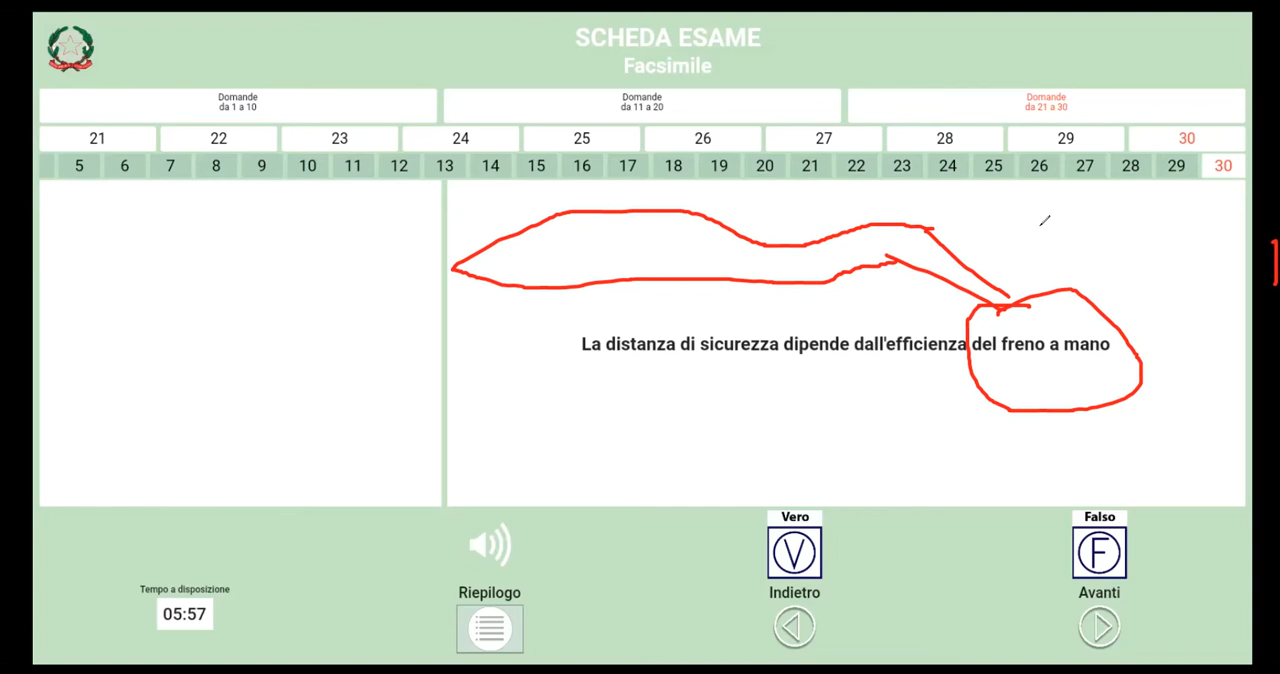 SCHEDA ESAME
Facsimile
Domande
da 1 a 10
Domande
da 11 a 20
Domande
da 21 a 30
21 22 23 24 25 26 27 28 29 30
5 6 7 8 9 10 11 12 13 14 15 16 17 18 19 20 21 22 23 24 25 26 27 28 29 30
La distanza di sicurezza dipende dall'efficienza del freno a mano
Vero
V
Falso
F
Tempo a disposizione
05:57
Riepilogo
Indietro
Avanti